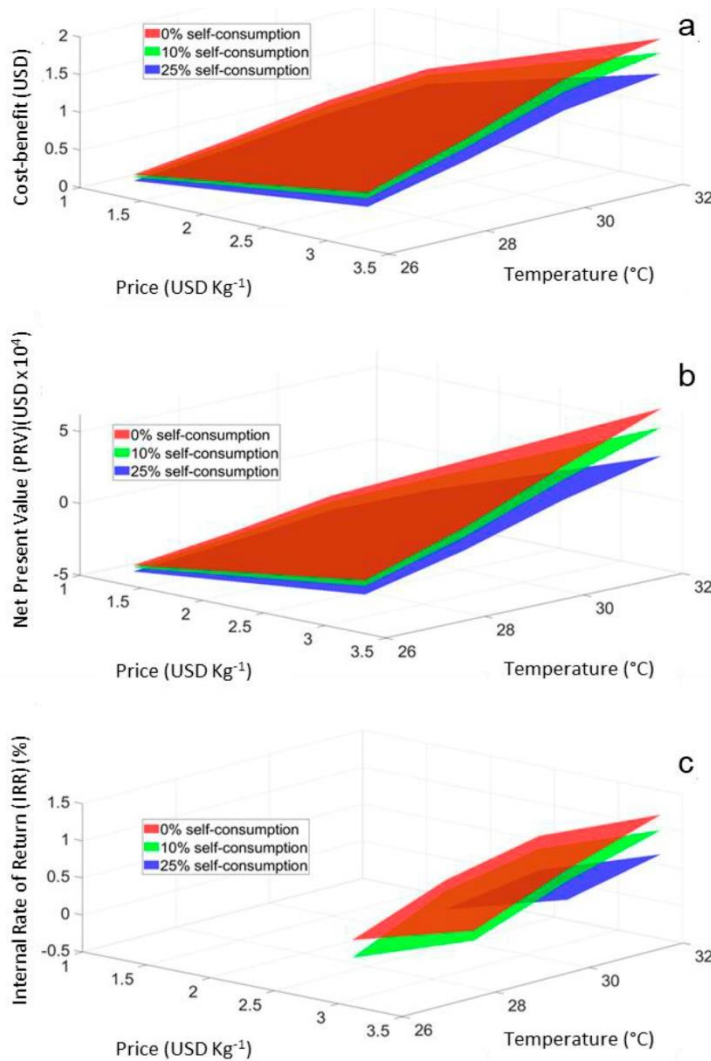 a
2
1.5
1
0.5
0
Cost-benefit (USD)
0% self-consumption
10% self-consumption
25% self-consumption
1
1.5
2
2.5
3
3.5
26
28
30
32
Price (USD Kg⁻¹)
Temperature (°C)
b
5
0
-5
Net Present Value (PRV)(USD x 10⁴)
0% self-consumption
10% self-consumption
25% self-consumption
1
1.5
2
2.5
3
3.5
26
28
30
32
Price (USD Kg⁻¹)
Temperature (°C)
c
1.5
1
0.5
0
-0.5
Internal Rate of Return (IRR) (%)
0% self-consumption
10% self-consumption
25% self-consumption
1
1.5
2
2.5
3
3.5
26
28
30
32
Price (USD Kg⁻¹)
Temperature (°C)